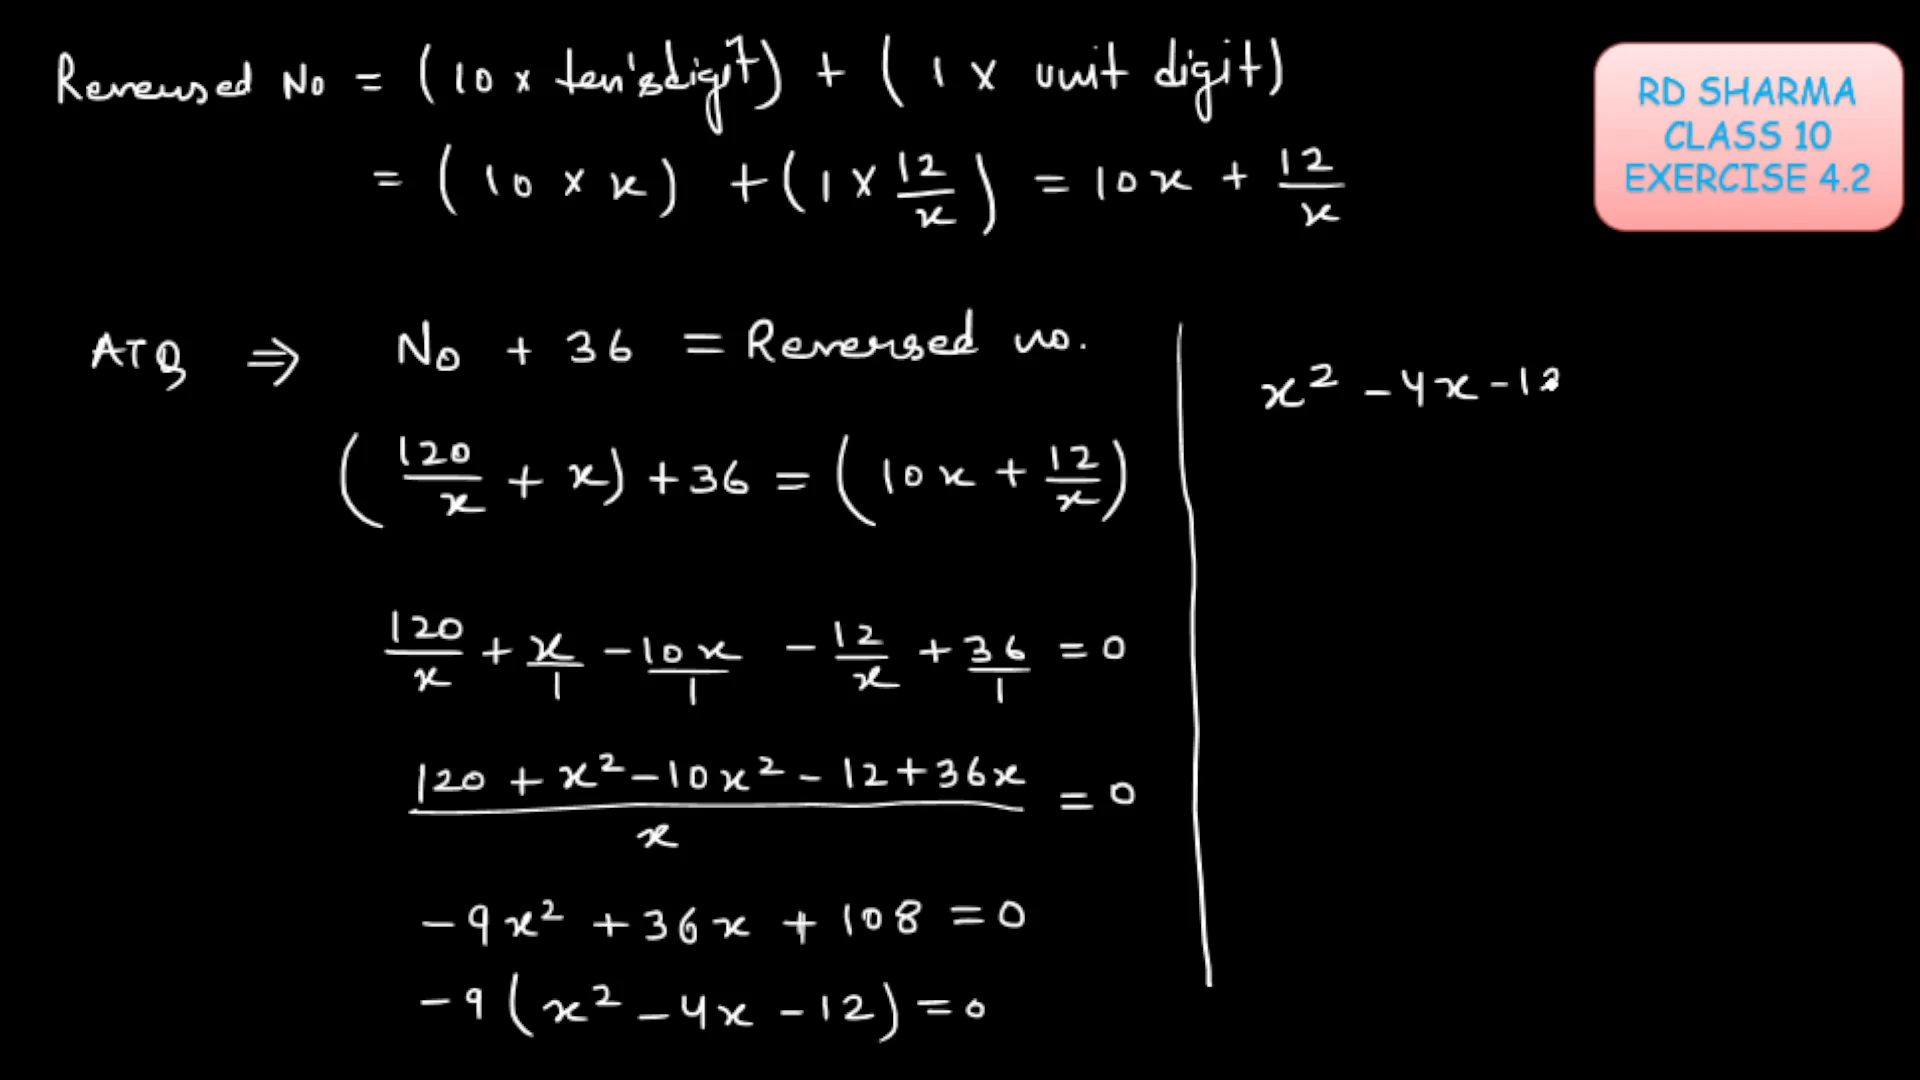 Reversed No = (10 × ten's digit) + (1 × unit digit)
= (10 × x) + (1 × 12/x) = 10x + 12/x
RD SHARMA
CLASS 10
EXERCISE 4.2
ATQ ⇒ No + 36 = Reversed no.
(120/x + x) + 36 = (10x + 12/x)
120/x + x/1 - 10x/1 - 12/x + 36/1 = 0
(120 + x² - 10x² - 12 + 36x)/x = 0
-9x² + 36x + 108 = 0
-9(x² - 4x - 12) = 0
x² - 4x - 12